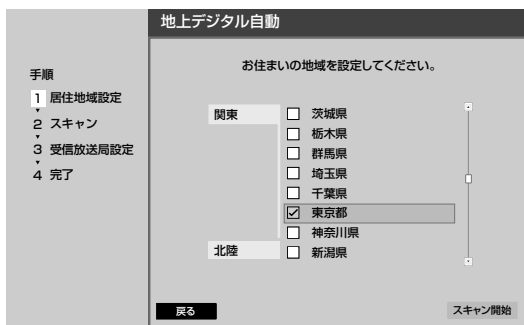 地上デジタル自動
お住まいの地域を設定してください。
手順
1 居住地域設定
2 スキャン
3 受信放送局設定
4 完了
関東
茨城県
栃木県
群馬県
埼玉県
千葉県
東京都
神奈川県
北陸
新潟県
戻る
スキャン開始